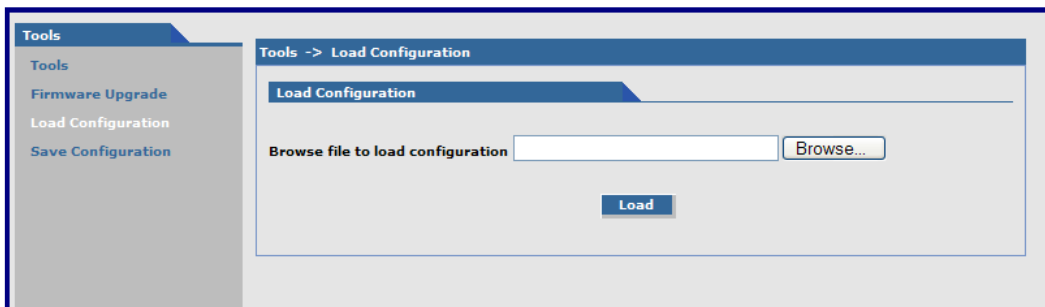 Tools
Tools
Firmware Upgrade
Load Configuration
Save Configuration
Tools -> Load Configuration
Load Configuration
Browse file to load configuration Browse...
Load